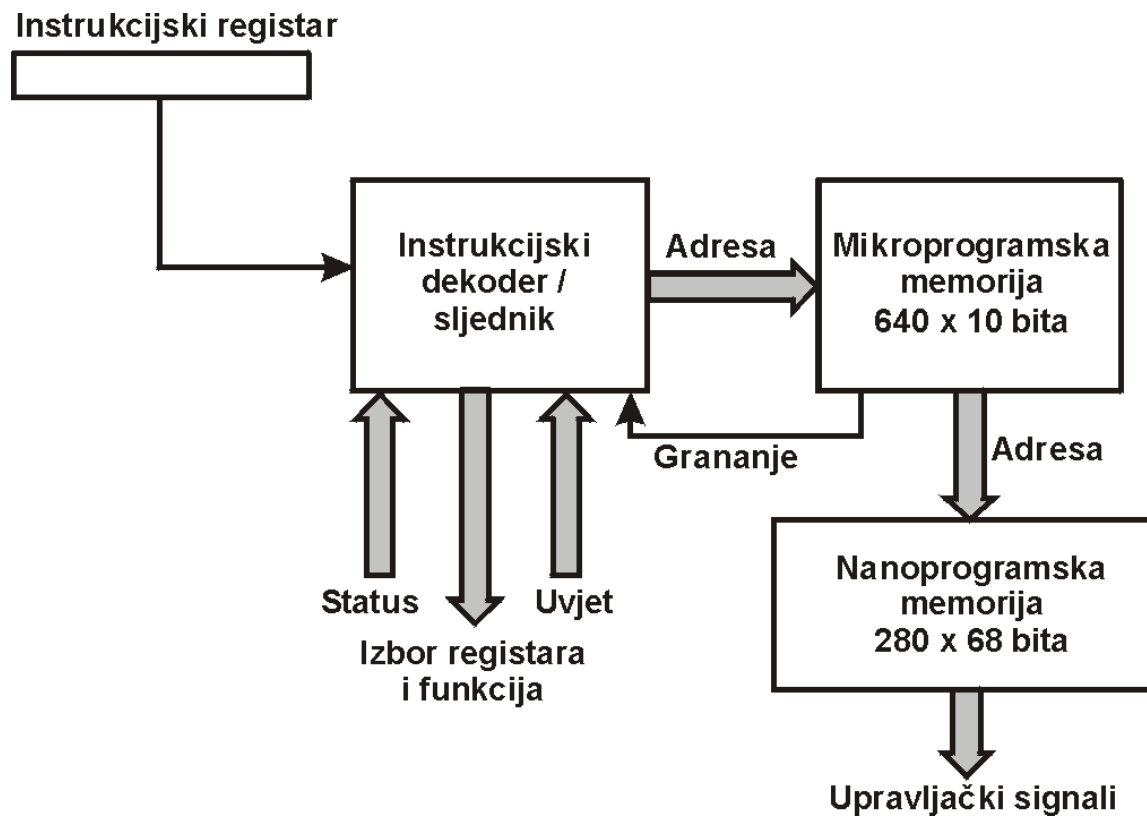 Instrukcijski registar
Instrukcijski
dekoder /
sljednik
Adresa
Mikroprogramska
memorija
640 x 10 bita
Grananje
Adresa
Status
Uvjet
Izbor registara
i funkcija
Nanoprogramska
memorija
280 x 68 bita
Upravljački signali